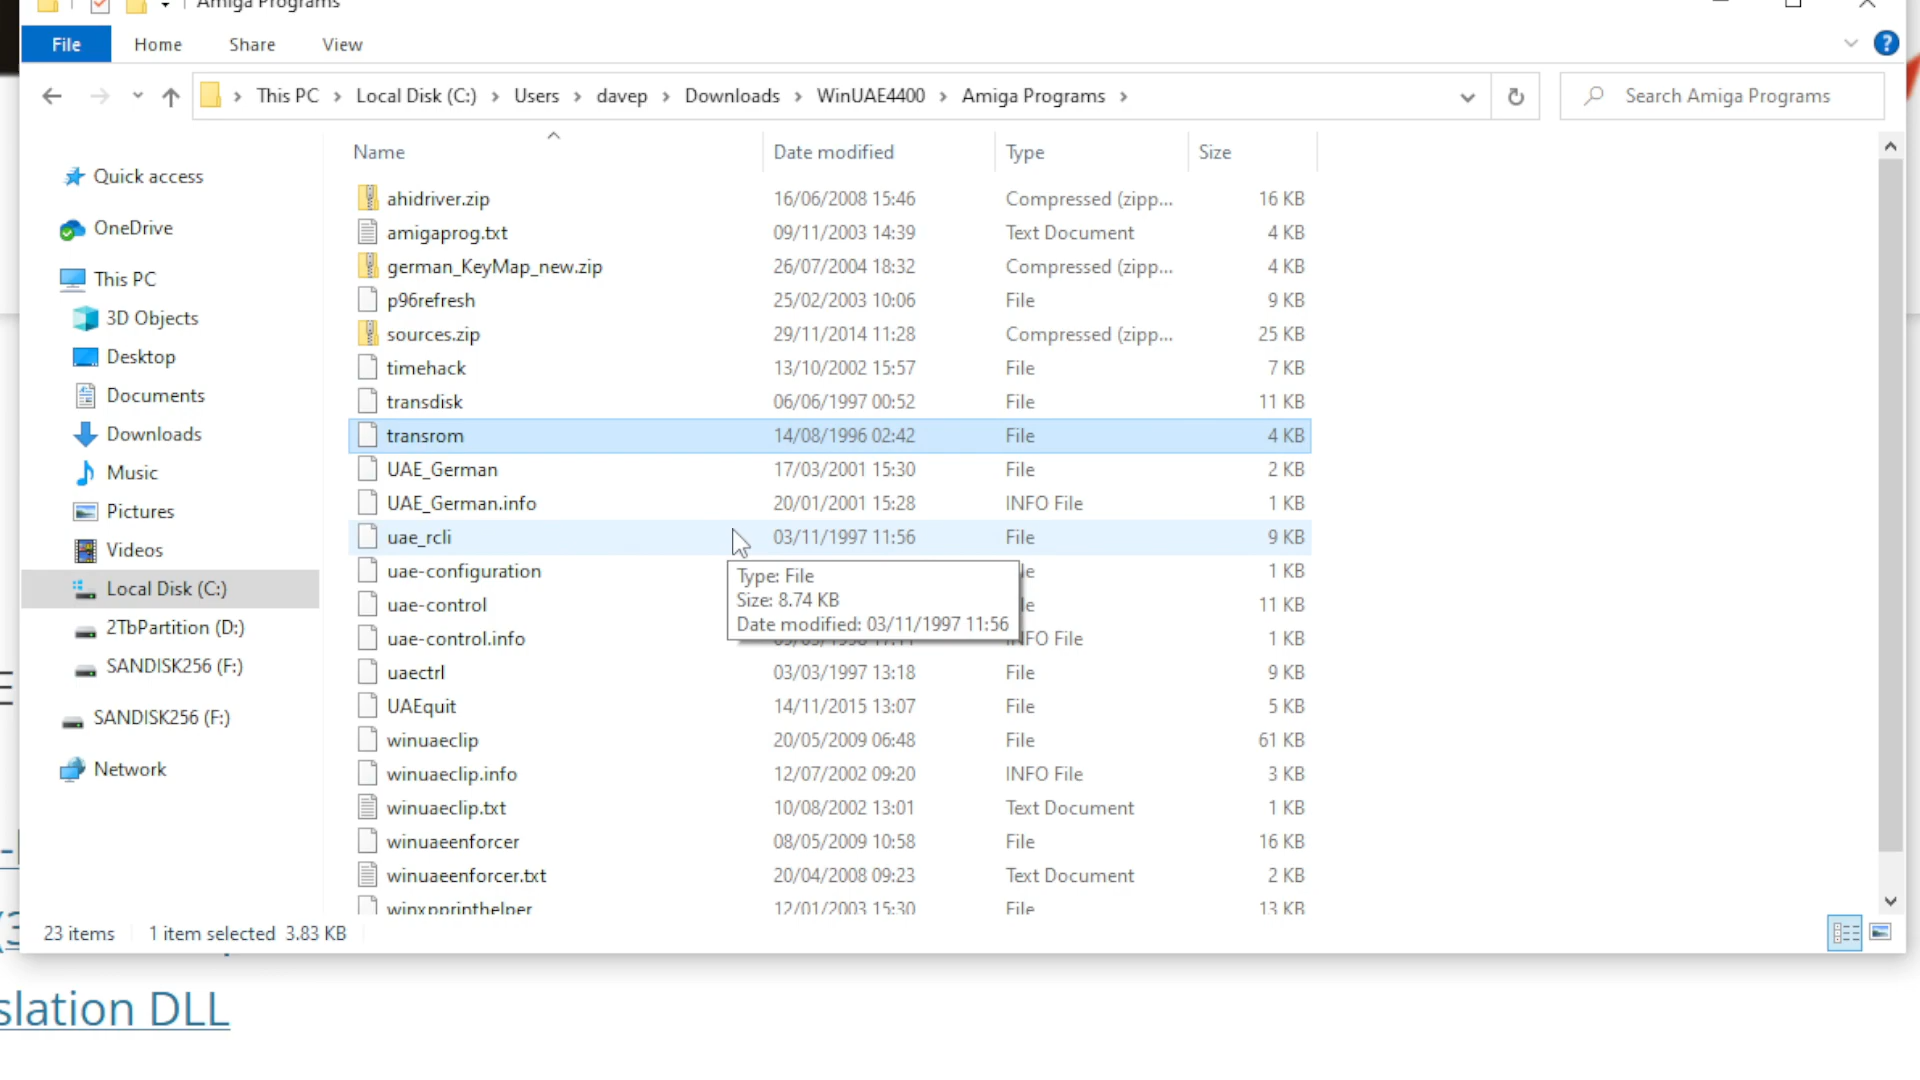 Amiga Programs
File Home Share View
This PC > Local Disk (C:) > Users > davep > Downloads > WinUAE4400 > Amiga Programs >
Search Amiga Programs
Quick access
OneDrive
This PC
3D Objects
Desktop
Documents
Downloads
Music
Pictures
Videos
Local Disk (C:)
2TbPartition (D:)
SANDISK256 (F:)
SANDISK256 (F:)
Network
Name Date modified Type Size
ahidriver.zip 16/06/2008 15:46 Compressed (zipp... 16 KB
amigaprog.txt 09/11/2003 14:39 Text Document 4 KB
german_KeyMap_new.zip 26/07/2004 18:32 Compressed (zipp... 4 KB
p96refresh 25/02/2003 10:06 File 9 KB
sources.zip 29/11/2014 11:28 Compressed (zipp... 25 KB
timehack 13/10/2002 15:57 File 7 KB
transdisk 06/06/1997 00:52 File 11 KB
transrom 14/08/1996 02:42 File 4 KB
UAE_German 17/03/2001 15:30 File 2 KB
UAE_German.info 20/01/2001 15:28 INFO File 1 KB
uae_rcli 03/11/1997 11:56 File 9 KB
uae-configuration 1 KB
uae-control 11 KB
uae-control.info File 1 KB
uaectrl 03/03/1997 13:18 File 9 KB
UAEquit 14/11/2015 13:07 File 5 KB
winuaeclip 20/05/2009 06:48 File 61 KB
winuaeclip.info 12/07/2002 09:20 INFO File 3 KB
winuaeclip.txt 10/08/2002 13:01 Text Document 1 KB
winuaeenforcer 08/05/2009 10:58 File 16 KB
winuaeenforcer.txt 20/04/2008 09:23 Text Document 2 KB
winxpprinthelper 12/01/2003 15:30 File 13 KB
Type: File
Size: 8.74 KB
Date modified: 03/11/1997 11:56
23 items 1 item selected 3.83 KB
slation DLL